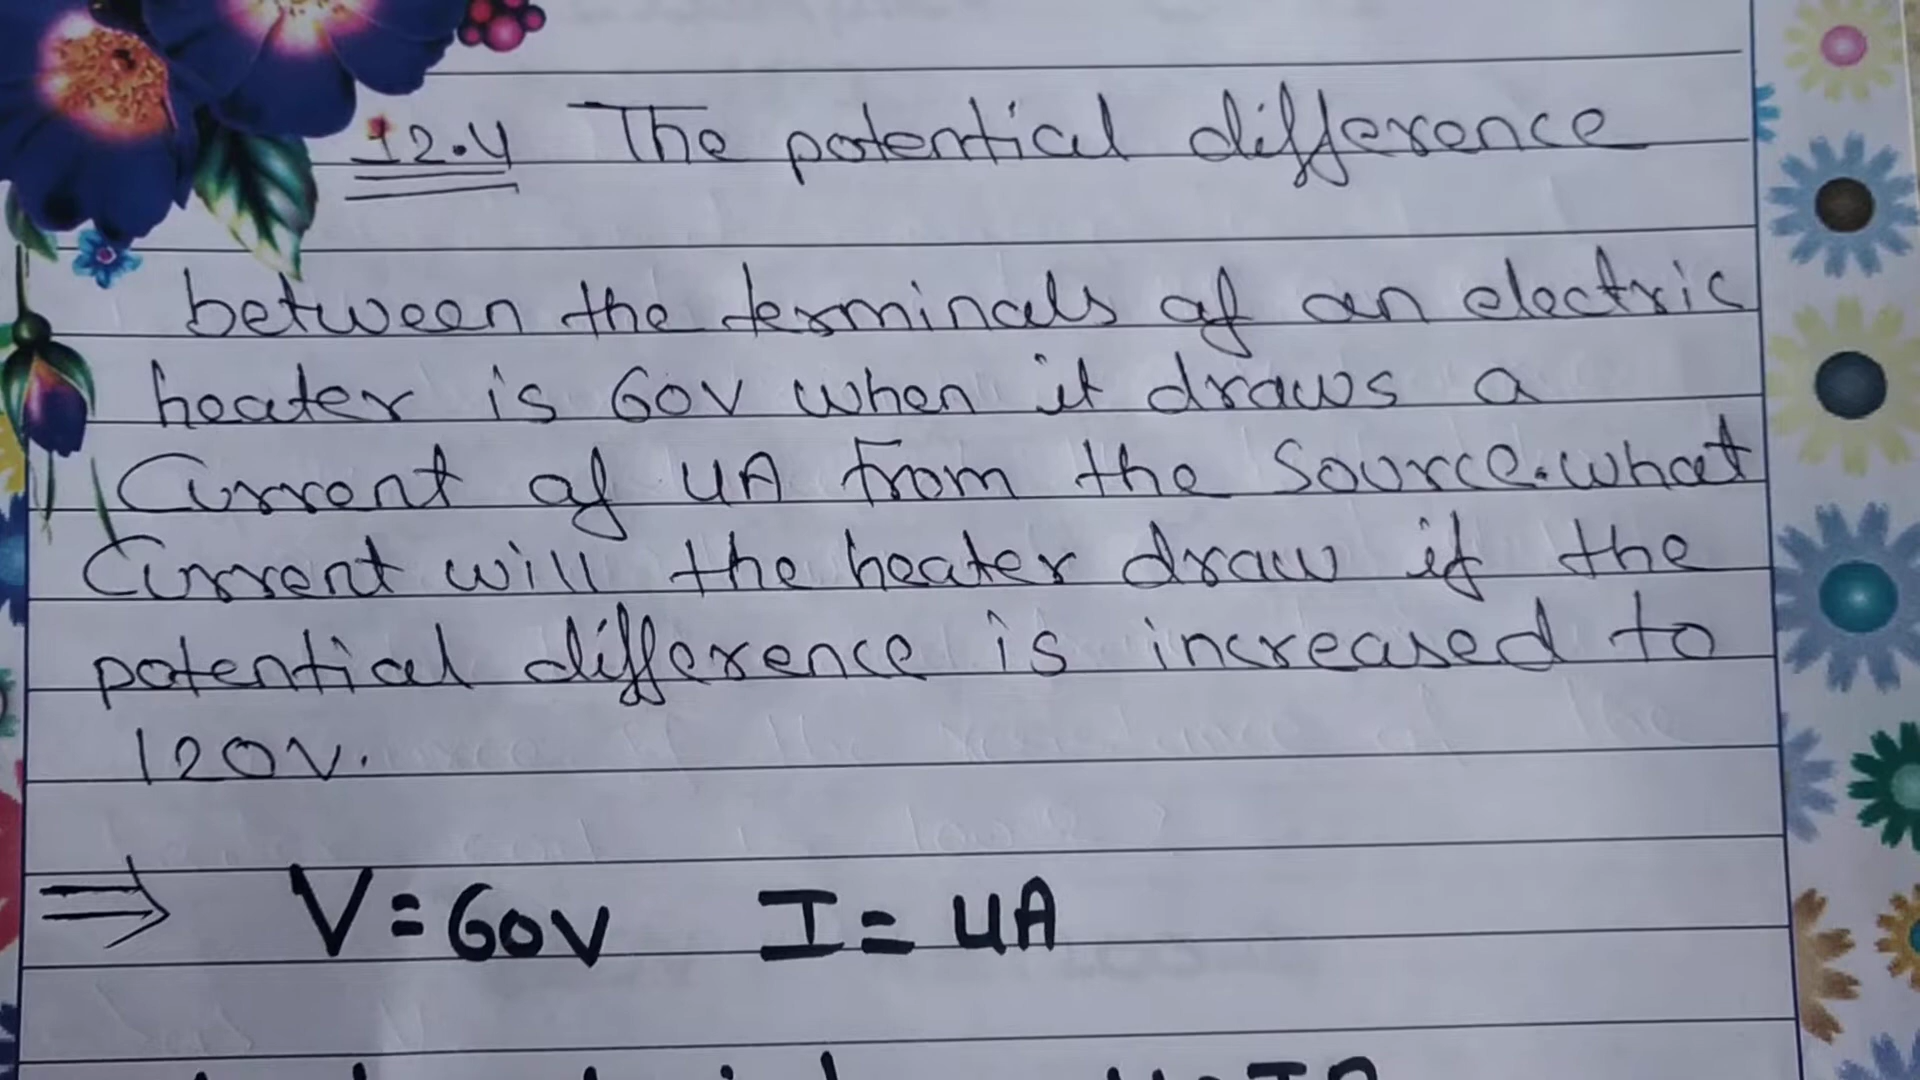 12.4 The potential difference
between the terminals of an electric
heater is 60V when it draws a
Current of 4A from the Source. what
Current will the heater draw if the
potential difference is increased to
120V.
⇒ V = 60V I = 4A